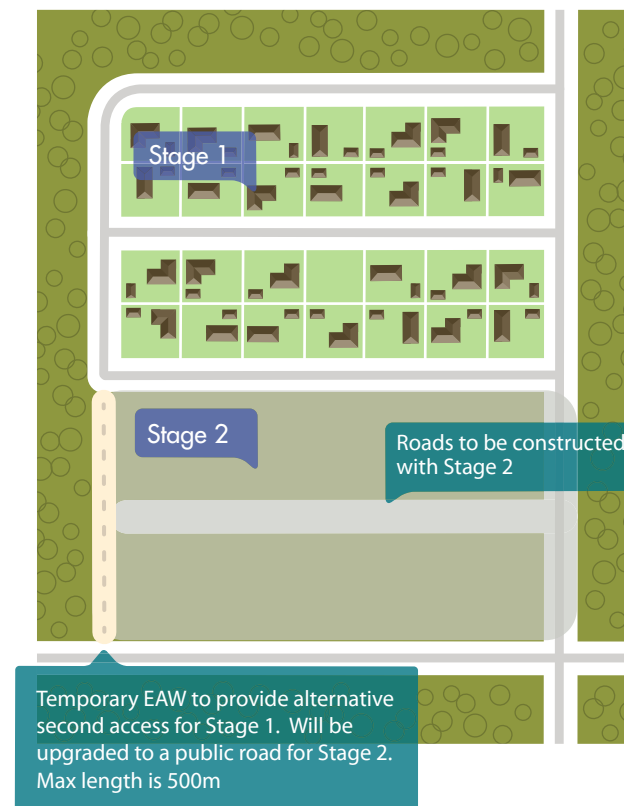 Stage 1
Stage 2
Roads to be constructed
with Stage 2
Temporary EAW to provide alternative
second access for Stage 1. Will be
upgraded to a public road for Stage 2.
Max length is 500m